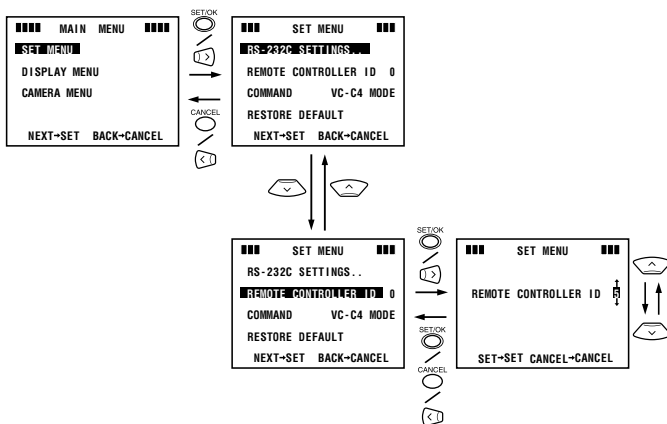 MAIN MENU
SET MENU
DISPLAY MENU
CAMERA MENU
NEXT→SET BACK→CANCEL
SET/OK
CANCEL
SET MENU
RS-232C SETTINGS..
REMOTE CONTROLLER ID 0
COMMAND VC-C4 MODE
RESTORE DEFAULT
NEXT→SET BACK→CANCEL
SET MENU
RS-232C SETTINGS..
REMOTE CONTROLLER ID 0
COMMAND VC-C4 MODE
RESTORE DEFAULT
NEXT→SET BACK→CANCEL
SET/OK
SET/OK
CANCEL
SET MENU
REMOTE CONTROLLER ID 5
SET→SET CANCEL→CANCEL